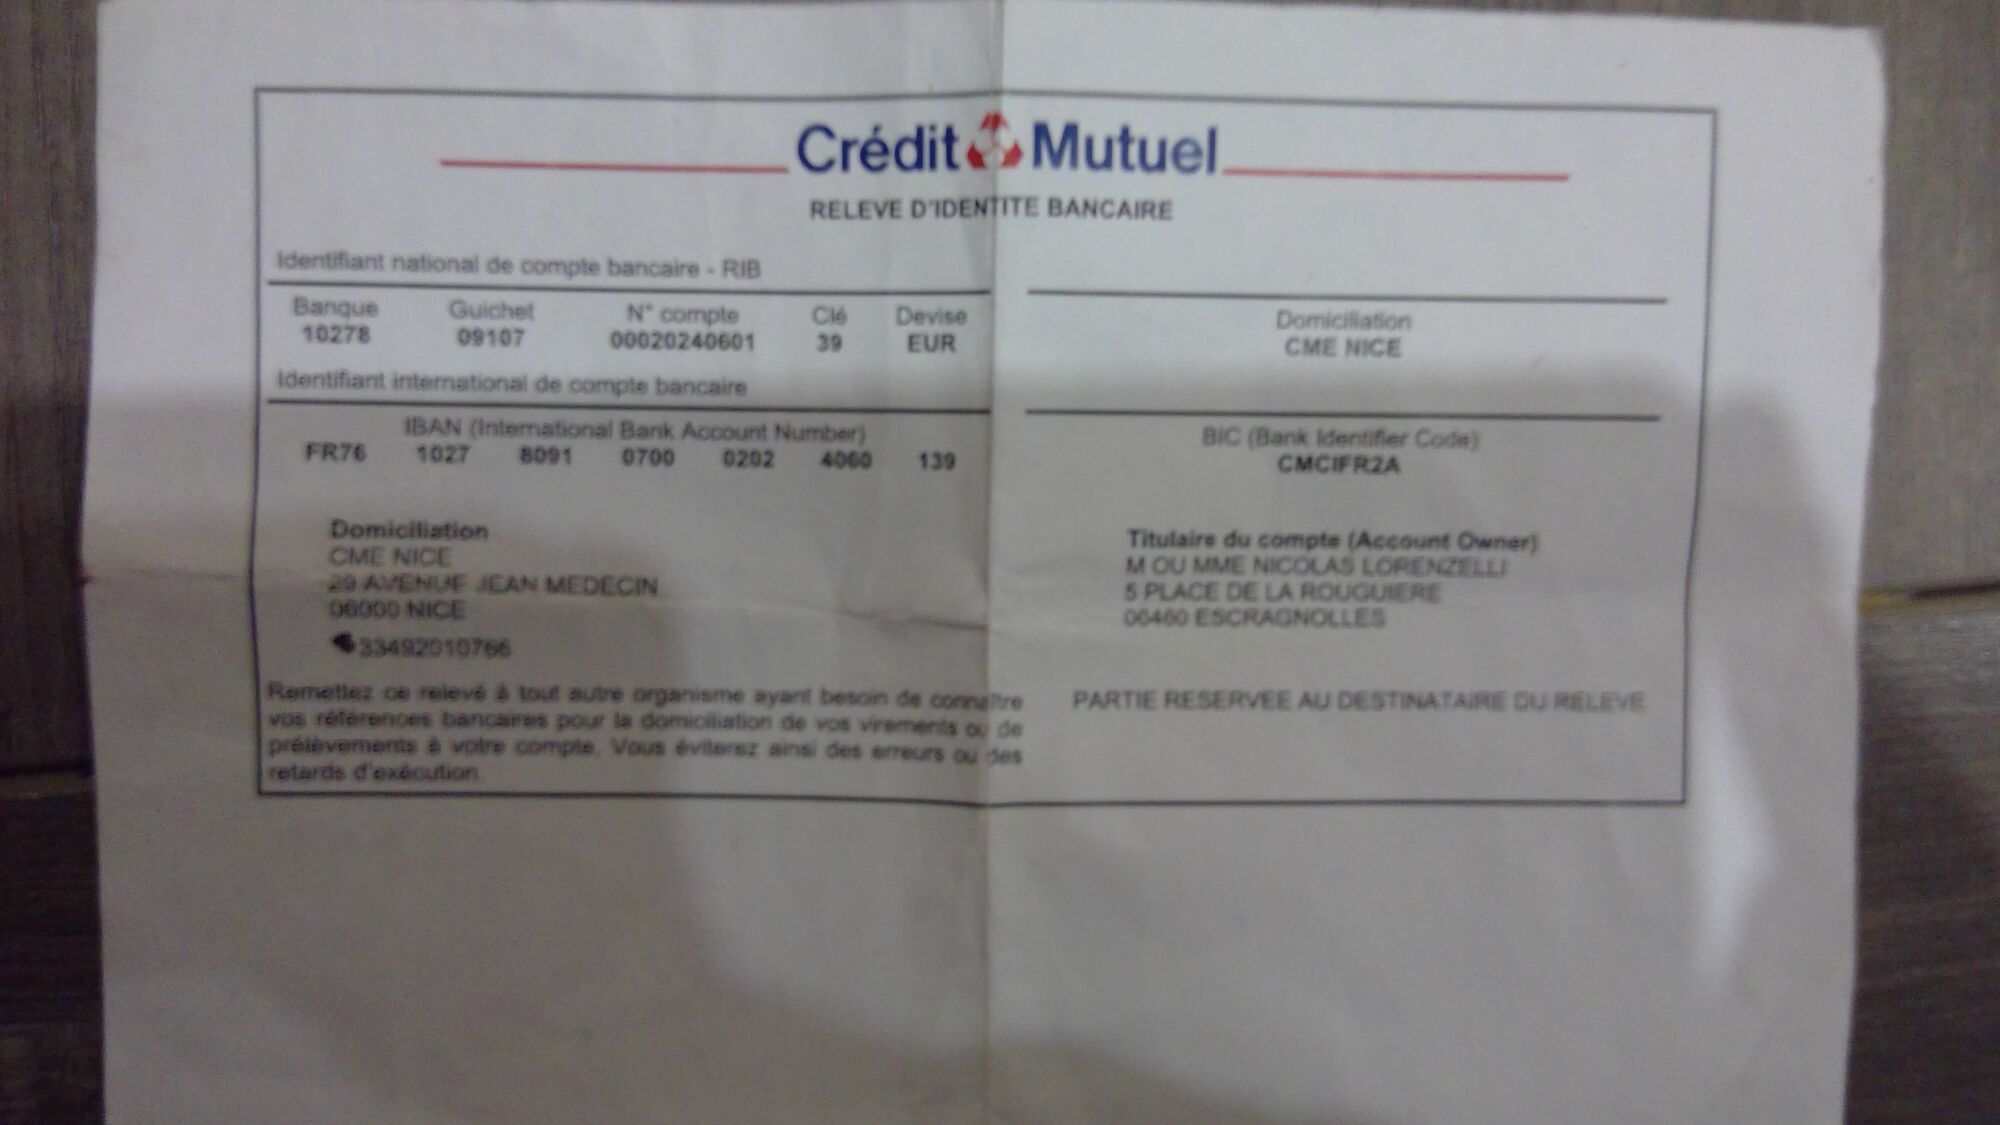 Crédit Mutuel
RELEVE D'IDENTITE BANCAIRE
Identifiant national de compte bancaire - RIB
Banque Guichet N° compte Clé Devise Domiciliation
10278 09107 00020240601 39 EUR CME NICE
Identifiant international de compte bancaire
IBAN (International Bank Account Number) BIC (Bank Identifier Code)
FR76 1027 8091 0700 0202 4060 139 CMCIFR2A
Domiciliation
CME NICE
29 AVENUE JEAN MEDECIN
06000 NICE
33492010766
Titulaire du compte (Account Owner)
M OU MME NICOLAS LORENZELLI
5 PLACE DE LA ROUGUIERE
06460 ESCRAGNOLLES
Remettez ce relevé à tout autre organisme ayant besoin de connaître
vos références bancaires pour la domiciliation de vos virements ou de
prélèvements à votre compte. Vous éviterez ainsi des erreurs ou des
retards d'exécution.
PARTIE RESERVEE AU DESTINATAIRE DU RELEVE